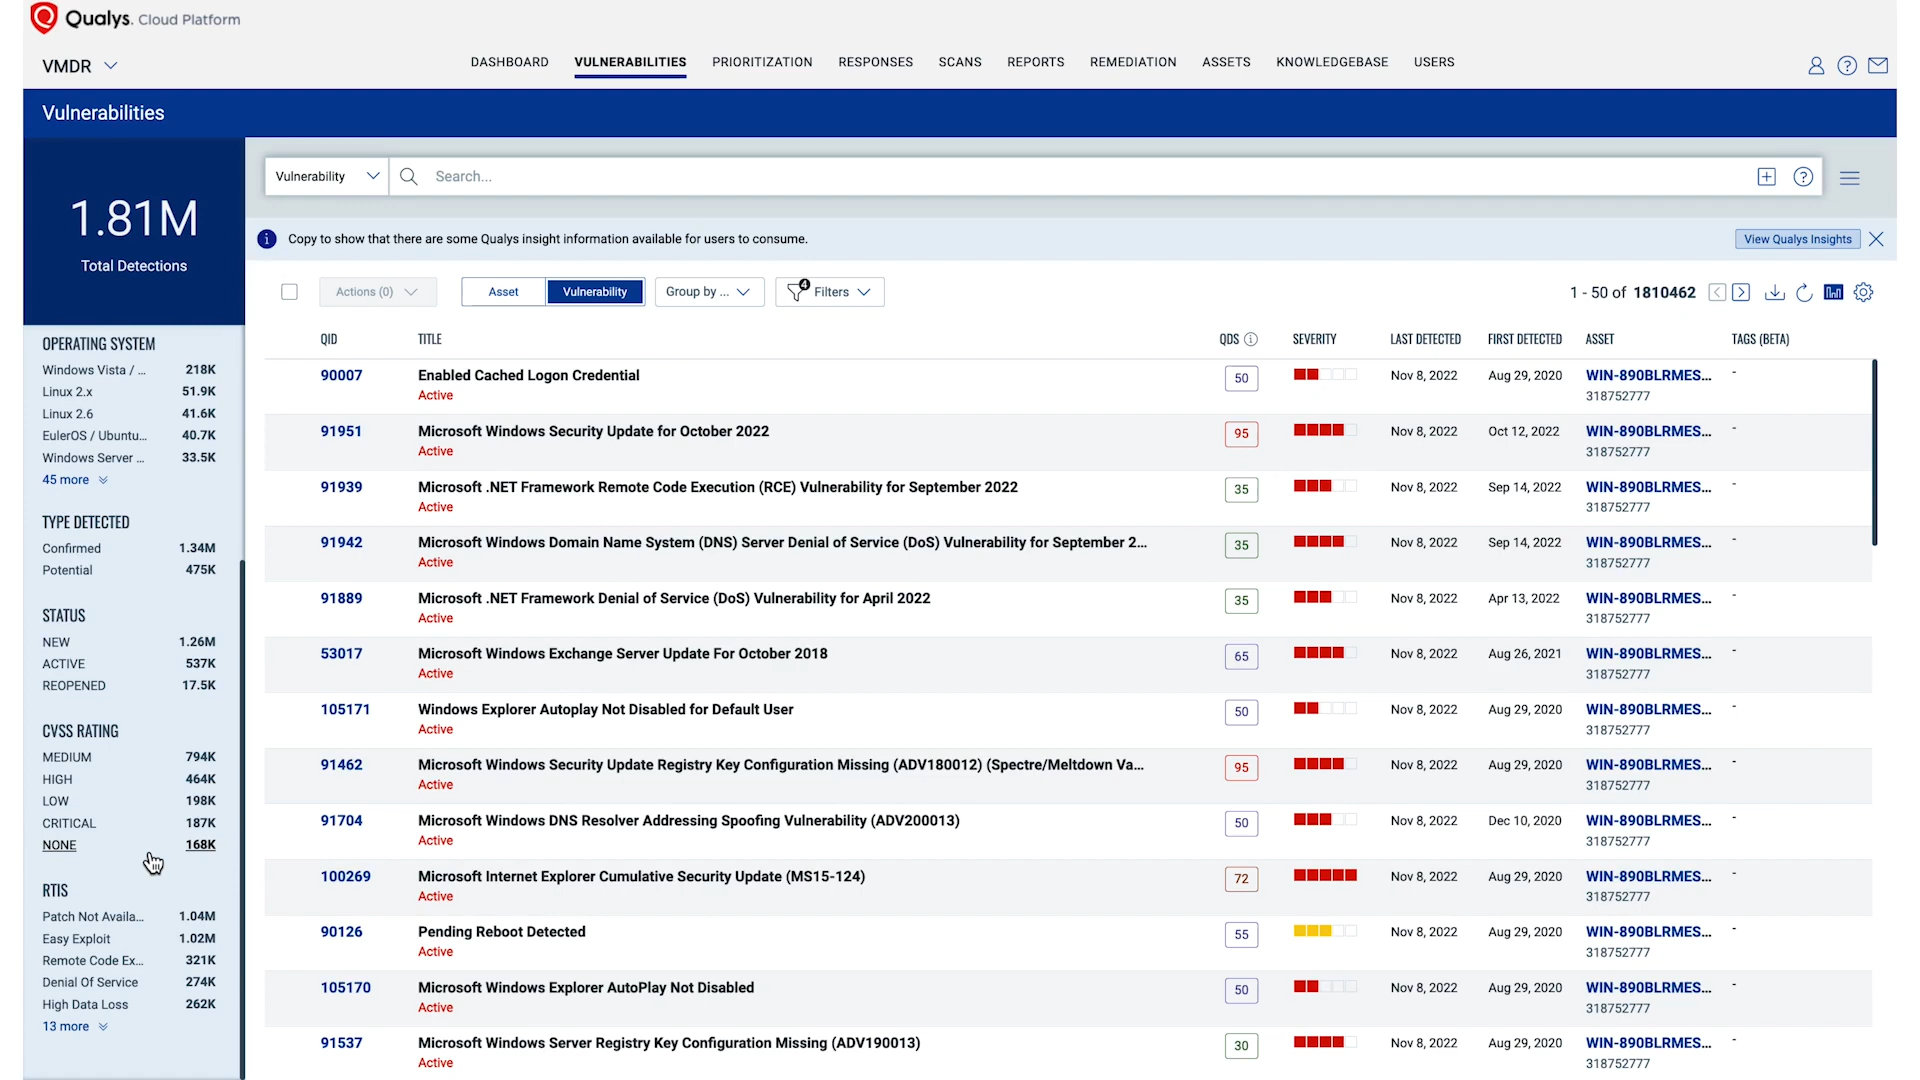 Qualys. Cloud Platform
VMDR
DASHBOARD VULNERABILITIES PRIORITIZATION RESPONSES SCANS REPORTS REMEDIATION ASSETS KNOWLEDGEBASE USERS
Vulnerabilities
1.81M
Total Detections
Vulnerability Search...
Copy to show that there are some Qualys insight information available for users to consume. View Qualys Insights
Actions (0) Asset Vulnerability Group by ... 4 Filters 1 - 50 of 1810462
OPERATING SYSTEM
Windows Vista / ... 218K
Linux 2.x 51.9K
Linux 2.6 41.6K
EulerOS / Ubuntu... 40.7K
Windows Server ... 33.5K
45 more
TYPE DETECTED
Confirmed 1.34M
Potential 475K
STATUS
NEW 1.26M
ACTIVE 537K
REOPENED 17.5K
CVSS RATING
MEDIUM 794K
HIGH 464K
LOW 198K
CRITICAL 187K
NONE 168K
RTIS
Patch Not Availa... 1.04M
Easy Exploit 1.02M
Remote Code Ex... 321K
Denial Of Service 274K
High Data Loss 262K
13 more
QID TITLE QDS SEVERITY LAST DETECTED FIRST DETECTED ASSET TAGS (BETA)
90007 Enabled Cached Logon Credential 50 Nov 8, 2022 Aug 29, 2020 WIN-890BLRMES... -
Active 318752777
91951 Microsoft Windows Security Update for October 2022 95 Nov 8, 2022 Oct 12, 2022 WIN-890BLRMES... -
Active 318752777
91939 Microsoft .NET Framework Remote Code Execution (RCE) Vulnerability for September 2022 35 Nov 8, 2022 Sep 14, 2022 WIN-890BLRMES... -
Active 318752777
91942 Microsoft Windows Domain Name System (DNS) Server Denial of Service (DoS) Vulnerability for September 2... 35 Nov 8, 2022 Sep 14, 2022 WIN-890BLRMES... -
Active 318752777
91889 Microsoft .NET Framework Denial of Service (DoS) Vulnerability for April 2022 35 Nov 8, 2022 Apr 13, 2022 WIN-890BLRMES... -
Active 318752777
53017 Microsoft Windows Exchange Server Update For October 2018 65 Nov 8, 2022 Aug 26, 2021 WIN-890BLRMES... -
Active 318752777
105171 Windows Explorer Autoplay Not Disabled for Default User 50 Nov 8, 2022 Aug 29, 2020 WIN-890BLRMES... -
Active 318752777
91462 Microsoft Windows Security Update Registry Key Configuration Missing (ADV180012) (Spectre/Meltdown Va... 95 Nov 8, 2022 Aug 29, 2020 WIN-890BLRMES... -
Active 318752777
91704 Microsoft Windows DNS Resolver Addressing Spoofing Vulnerability (ADV200013) 50 Nov 8, 2022 Dec 10, 2020 WIN-890BLRMES... -
Active 318752777
100269 Microsoft Internet Explorer Cumulative Security Update (MS15-124) 72 Nov 8, 2022 Aug 29, 2020 WIN-890BLRMES... -
Active 318752777
90126 Pending Reboot Detected 55 Nov 8, 2022 Aug 29, 2020 WIN-890BLRMES... -
Active 318752777
105170 Microsoft Windows Explorer AutoPlay Not Disabled 50 Nov 8, 2022 Aug 29, 2020 WIN-890BLRMES... -
Active 318752777
91537 Microsoft Windows Server Registry Key Configuration Missing (ADV190013) 30 Nov 8, 2022 Aug 29, 2020 WIN-890BLRMES... -
Active 318752777